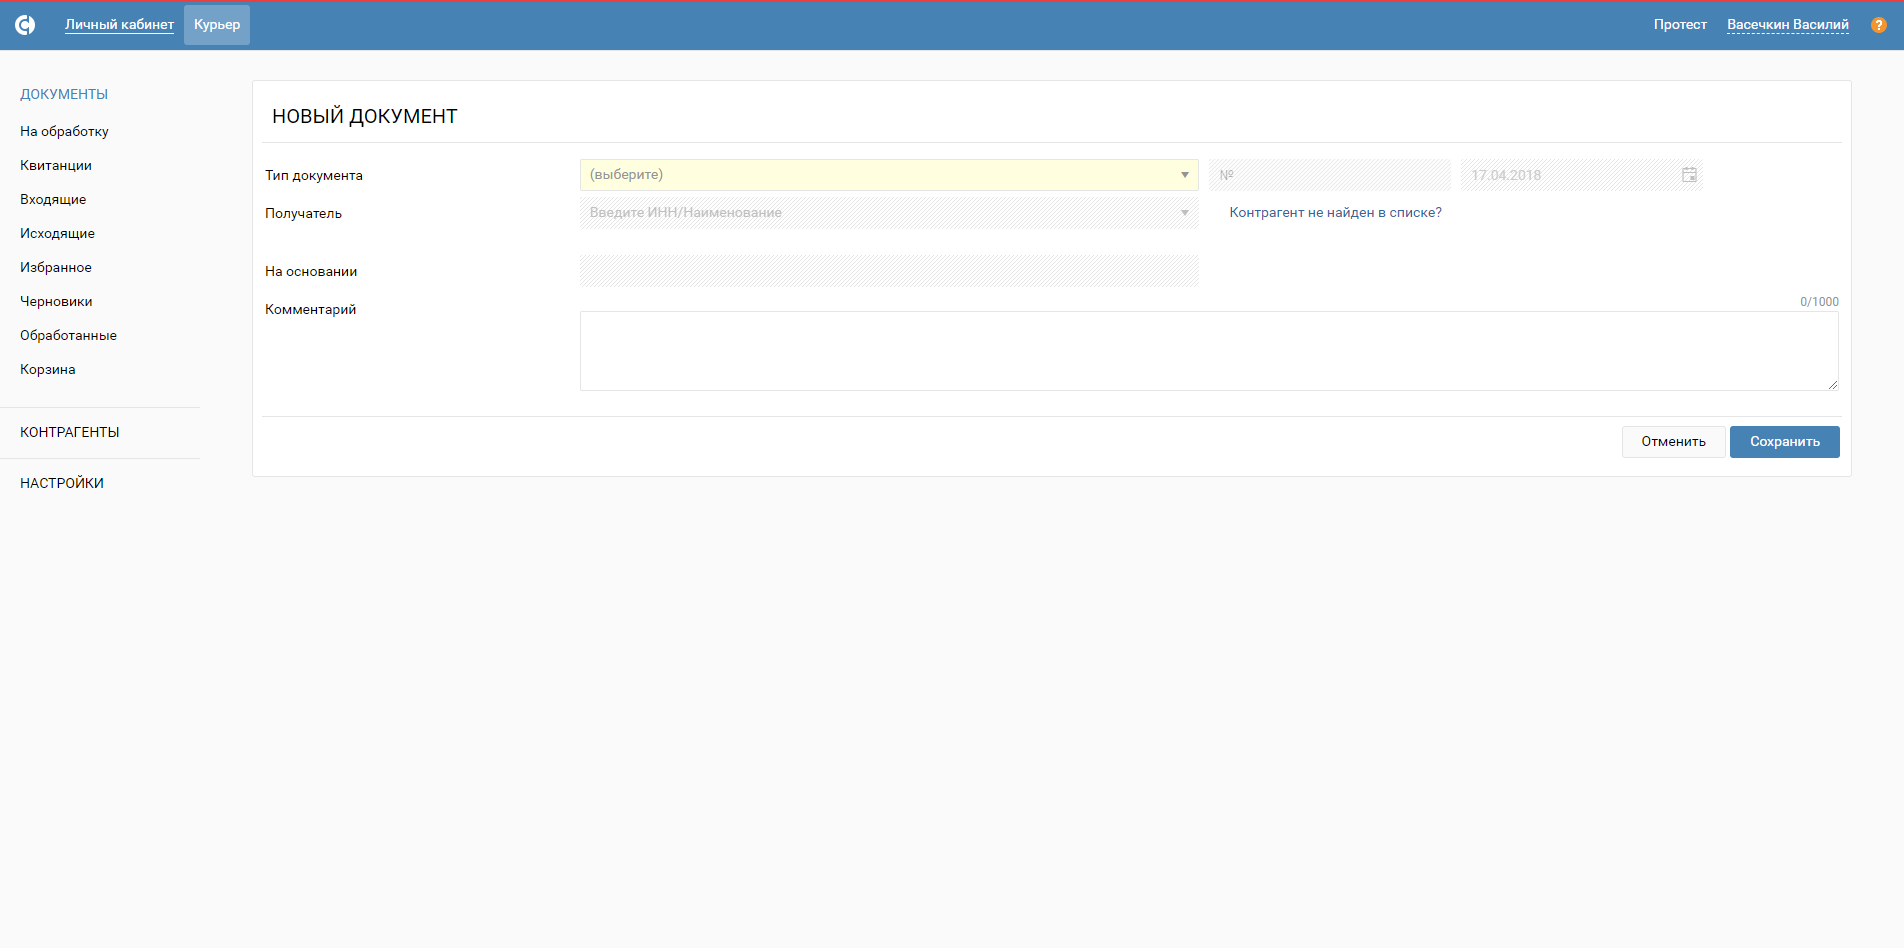 Личный кабинет Курьер Протест Васечкин Василий ?
ДОКУМЕНТЫ
На обработку
Квитанции
Входящие
Исходящие
Избранное
Черновики
Обработанные
Корзина
КОНТРАГЕНТЫ
НАСТРОЙКИ
НОВЫЙ ДОКУМЕНТ
Тип документа (выберите) № 17.04.2018
Получатель Введите ИНН/Наименование Контрагент не найден в списке?
На основании
Комментарий 0/1000
Отменить Сохранить